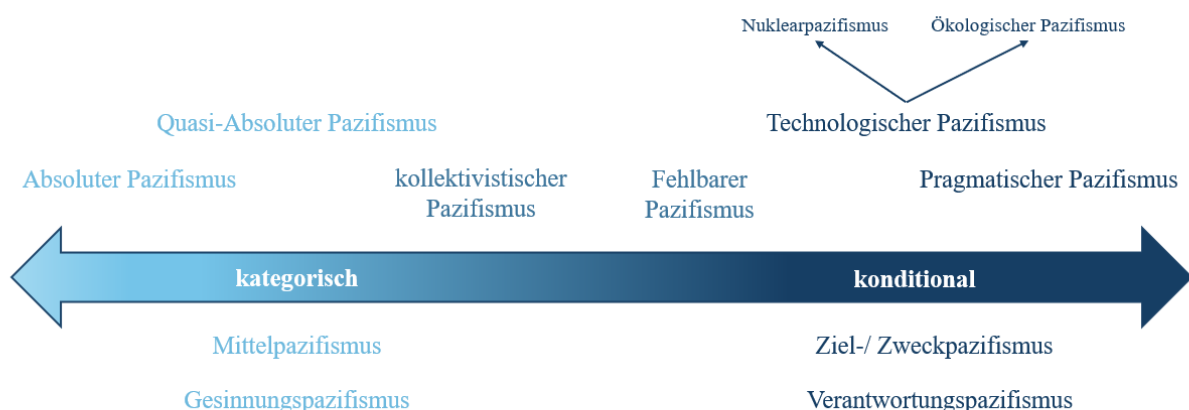 Nuklearpazifismus Ökologischer Pazifismus
Quasi-Absoluter Pazifismus Technologischer Pazifismus
Absoluter Pazifismus kollektivistischer Fehlbarer Pragmatischer Pazifismus
Pazifismus Pazifismus
kategorisch konditional
Mittelpazifismus Ziel-/ Zweckpazifismus
Gesinnungspazifismus Verantwortungspazifismus